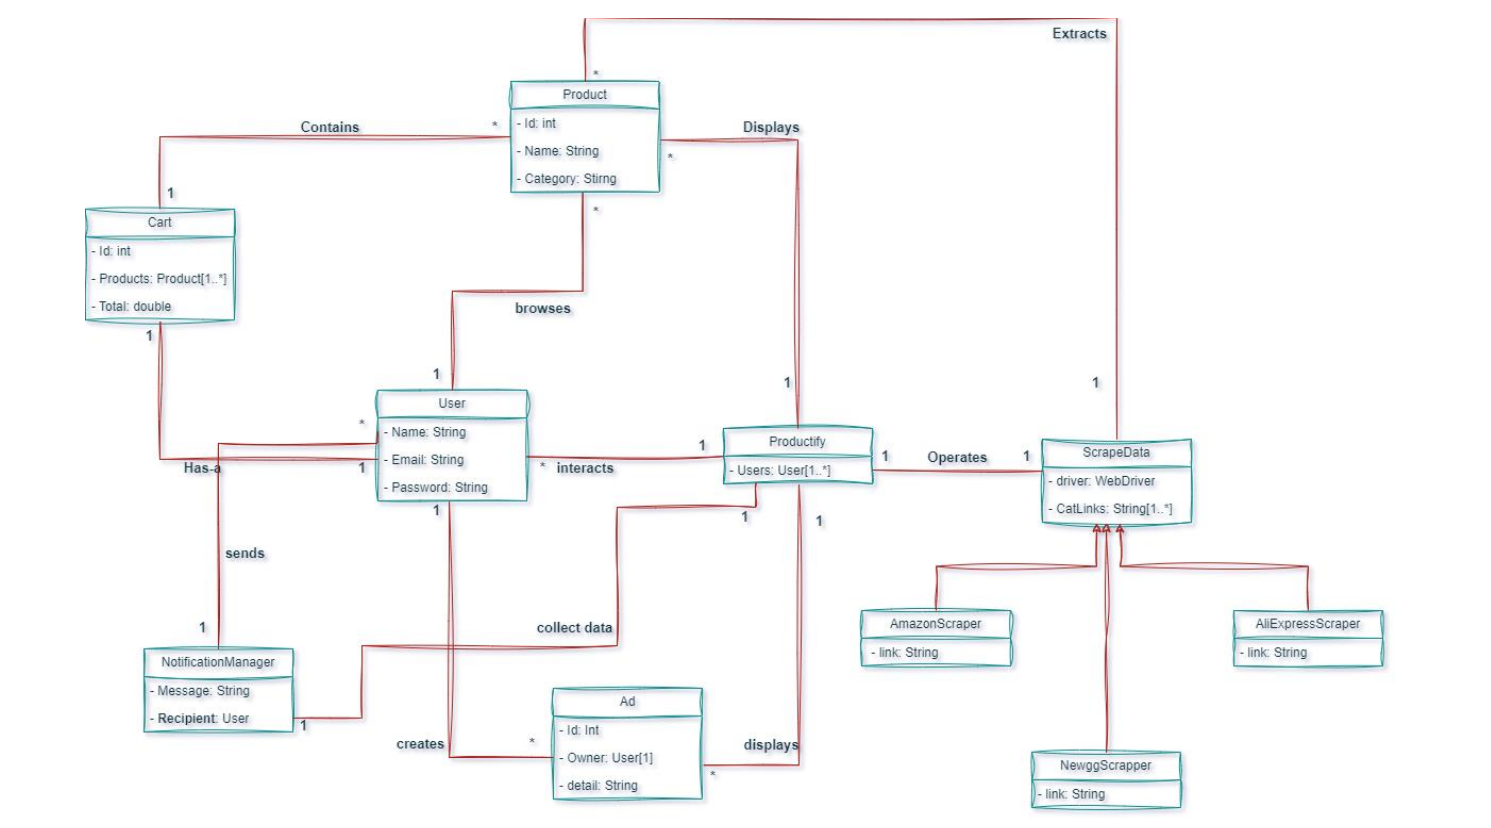 Extracts
*
Product
- Id: int
- Name: String
- Category: Stirng
Contains
*
Displays
*
1
*
Cart
- Id: int
- Products: Product[1..*]
- Total: double
browses
1
1
1
User
- Name: String
- Email: String
- Password: String
*
Has-a
1
1
*
interacts
1
Productify
- Users: User[1..*]
1
Operates
1
1
ScrapeData
- driver: WebDriver
- CatLinks: String[1..*]
1
1
sends
1
collect data
AmazonScraper
- link: String
AliExpressScraper
- link: String
NotificationManager
- Message: String
- Recipient: User
1
creates
*
Ad
- Id: Int
- Owner: User[1]
- detail: String
displays
*
NewggScrapper
- link: String